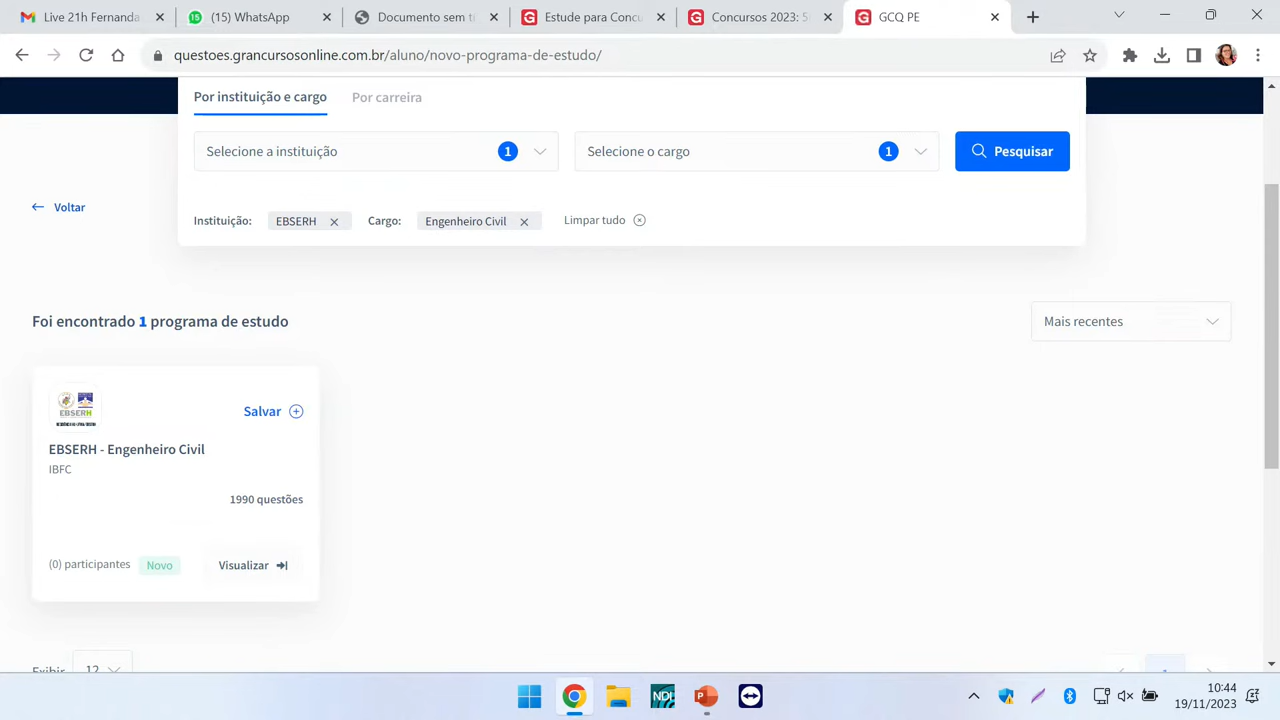 Live 21h Fernanda
(15) WhatsApp
Documento sem t
Estude para Concu
Concursos 2023: S
GCQ PE
questoes.grancursosonline.com.br/aluno/novo-programa-de-estudo/
Por instituição e cargo
Por carreira
Selecione a instituição
1
Selecione o cargo
1
Pesquisar
Voltar
Instituição:
EBSERH
Cargo:
Engenheiro Civil
Limpar tudo
Foi encontrado 1 programa de estudo
Mais recentes
EBSERH
Salvar
EBSERH - Engenheiro Civil
IBFC
1990 questões
(0) participantes
Novo
Visualizar
Exibir
12
NDI
P
10:44
19/11/2023